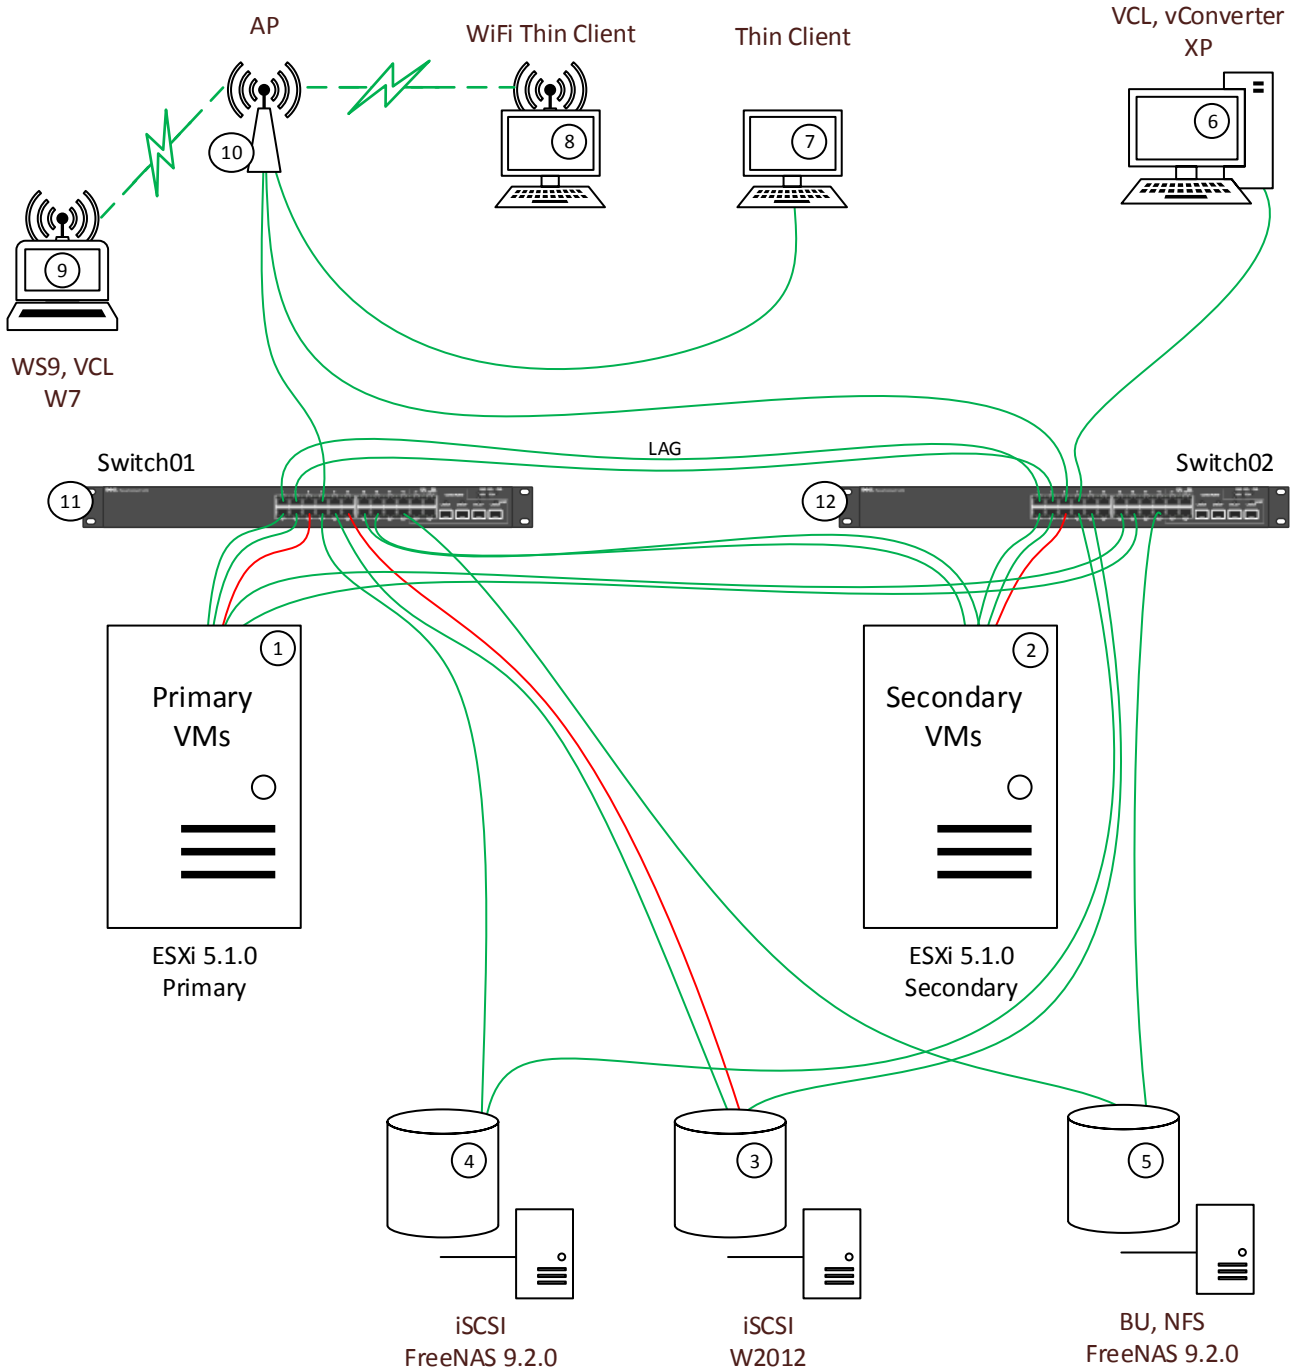 AP
WiFi Thin Client
Thin Client
VCL, vConverter
XP
10
8
7
6
9
WS9, VCL
W7
LAG
Switch01
Switch02
11
12
1
2
Primary
VMs
Secondary
VMs
ESXi 5.1.0
Primary
ESXi 5.1.0
Secondary
4
3
5
iSCSI
FreeNAS 9.2.0
iSCSI
W2012
BU, NFS
FreeNAS 9.2.0